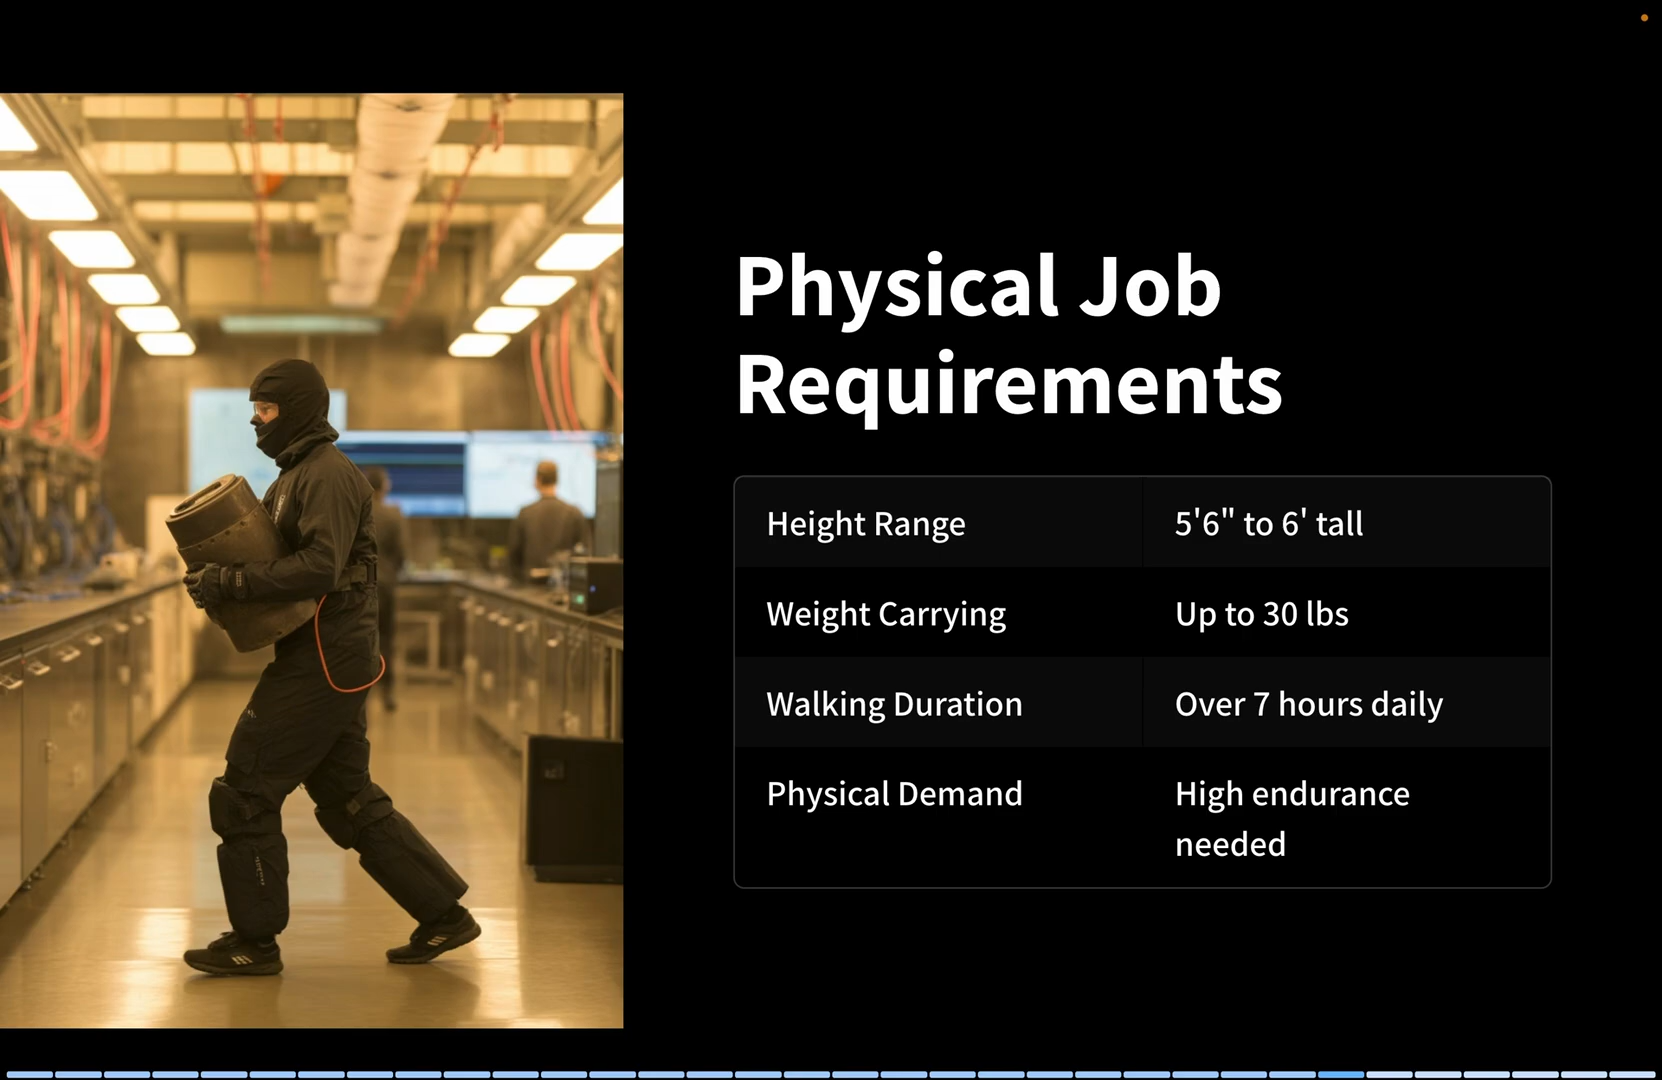 Physical Job
Requirements
Height Range
5'6" to 6' tall
Weight Carrying
Up to 30 lbs
Walking Duration
Over 7 hours daily
Physical Demand
High endurance
needed